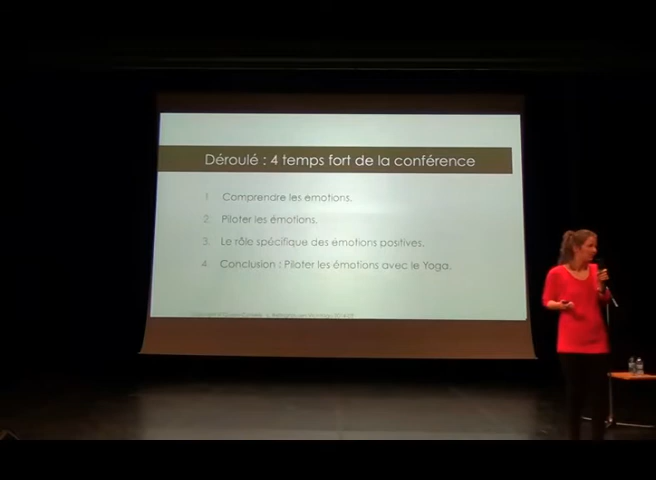 Déroulé : 4 temps fort de la conférence
1. Comprendre les émotions.
2. Piloter les émotions.
3. Le rôle spécifique des émotions positives.
4. Conclusion : Piloter les émotions avec le Yoga.